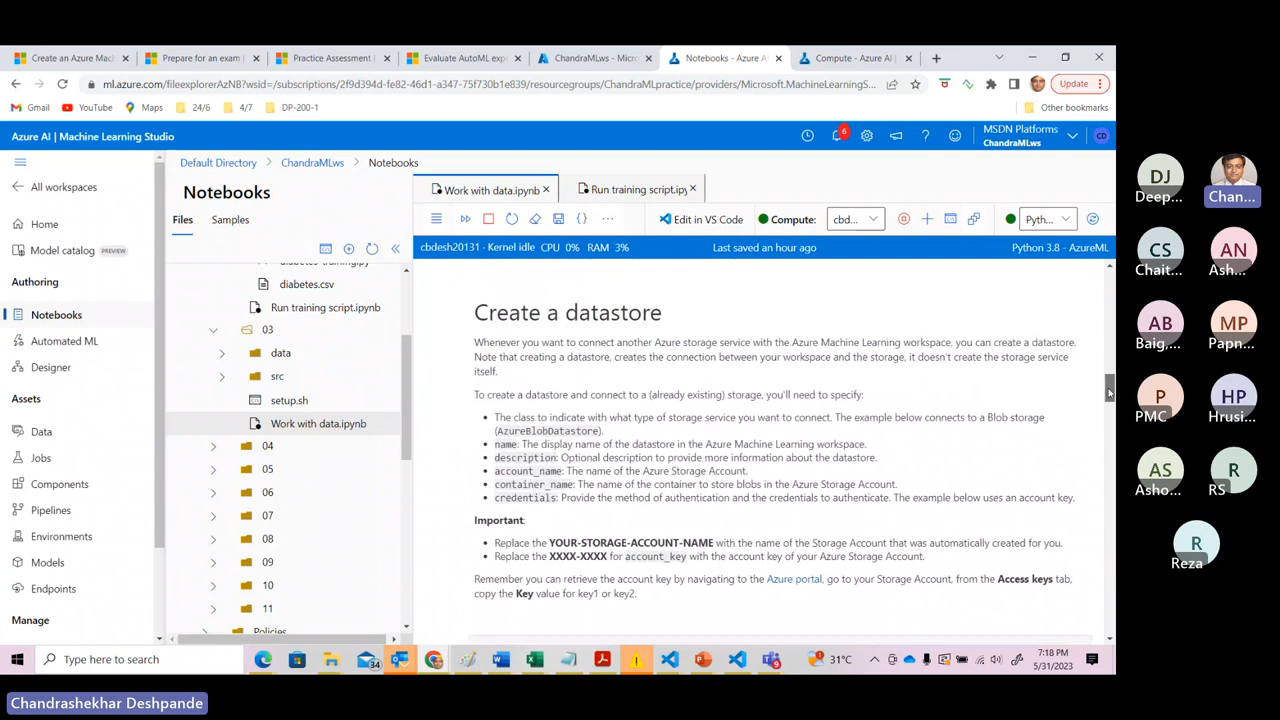 Create an Azure Mac
Prepare for an exam |
Practice Assessment |
Evaluate AutoML exp
ChandraMLws - Micro
Notebooks - Azure AI
Compute - Azure AI |
ml.azure.com/fileexplorerAzNB?wsid=/subscriptions/2f9d394d-fe82-46d1-a347-75f730b1e839/resourcegroups/ChandraMLpractice/providers/Microsoft.MachineLearningS...
Update
Gmail
YouTube
Maps
24/6
4/7
DP-200-1
Other bookmarks
Azure AI | Machine Learning Studio
6
MSDN Platforms
ChandraMLws
CD
All workspaces
Home
Model catalog PREVIEW
Authoring
Notebooks
Automated ML
Designer
Assets
Data
Jobs
Components
Pipelines
Environments
Models
Endpoints
Manage
Default Directory > ChandraMLws > Notebooks
Notebooks
Files Samples
diabetes-training.py
diabetes.csv
Run training script.ipynb
03
data
src
setup.sh
Work with data.ipynb
04
05
06
07
08
09
10
11
Policies
Work with data.ipynb
Run training script.ipy
Edit in VS Code
Compute:
cbd...
Pyth...
cbdesh20131 - Kernel idle CPU 0% RAM 3%
Last saved an hour ago
Python 3.8 - AzureML
Create a datastore
Whenever you want to connect another Azure storage service with the Azure Machine Learning workspace, you can create a datastore.
Note that creating a datastore, creates the connection between your workspace and the storage, it doesn't create the storage service
itself.
To create a datastore and connect to a (already existing) storage, you'll need to specify:
• The class to indicate with what type of storage service you want to connect. The example below connects to a Blob storage
(AzureBlobDatastore).
• name: The display name of the datastore in the Azure Machine Learning workspace.
• description: Optional description to provide more information about the datastore.
• account_name: The name of the Azure Storage Account.
• container_name: The name of the container to store blobs in the Azure Storage Account.
• credentials: Provide the method of authentication and the credentials to authenticate. The example below uses an account key.
Important:
• Replace the YOUR-STORAGE-ACCOUNT-NAME with the name of the Storage Account that was automatically created for you.
• Replace the XXXX-XXXX for account_key with the account key of your Azure Storage Account.
Remember you can retrieve the account key by navigating to the Azure portal, go to your Storage Account, from the Access keys tab,
copy the Key value for key1 or key2.
Type here to search
34
9
31°C
7:18 PM
5/31/2023
DJ
Deep...
Chan...
CS
Chait...
AN
Ash...
AB
Baig,...
MP
Papn...
P
PMC
HP
Hrusi...
AS
Asho...
R
RS
R
Reza
Chandrashekhar Deshpande